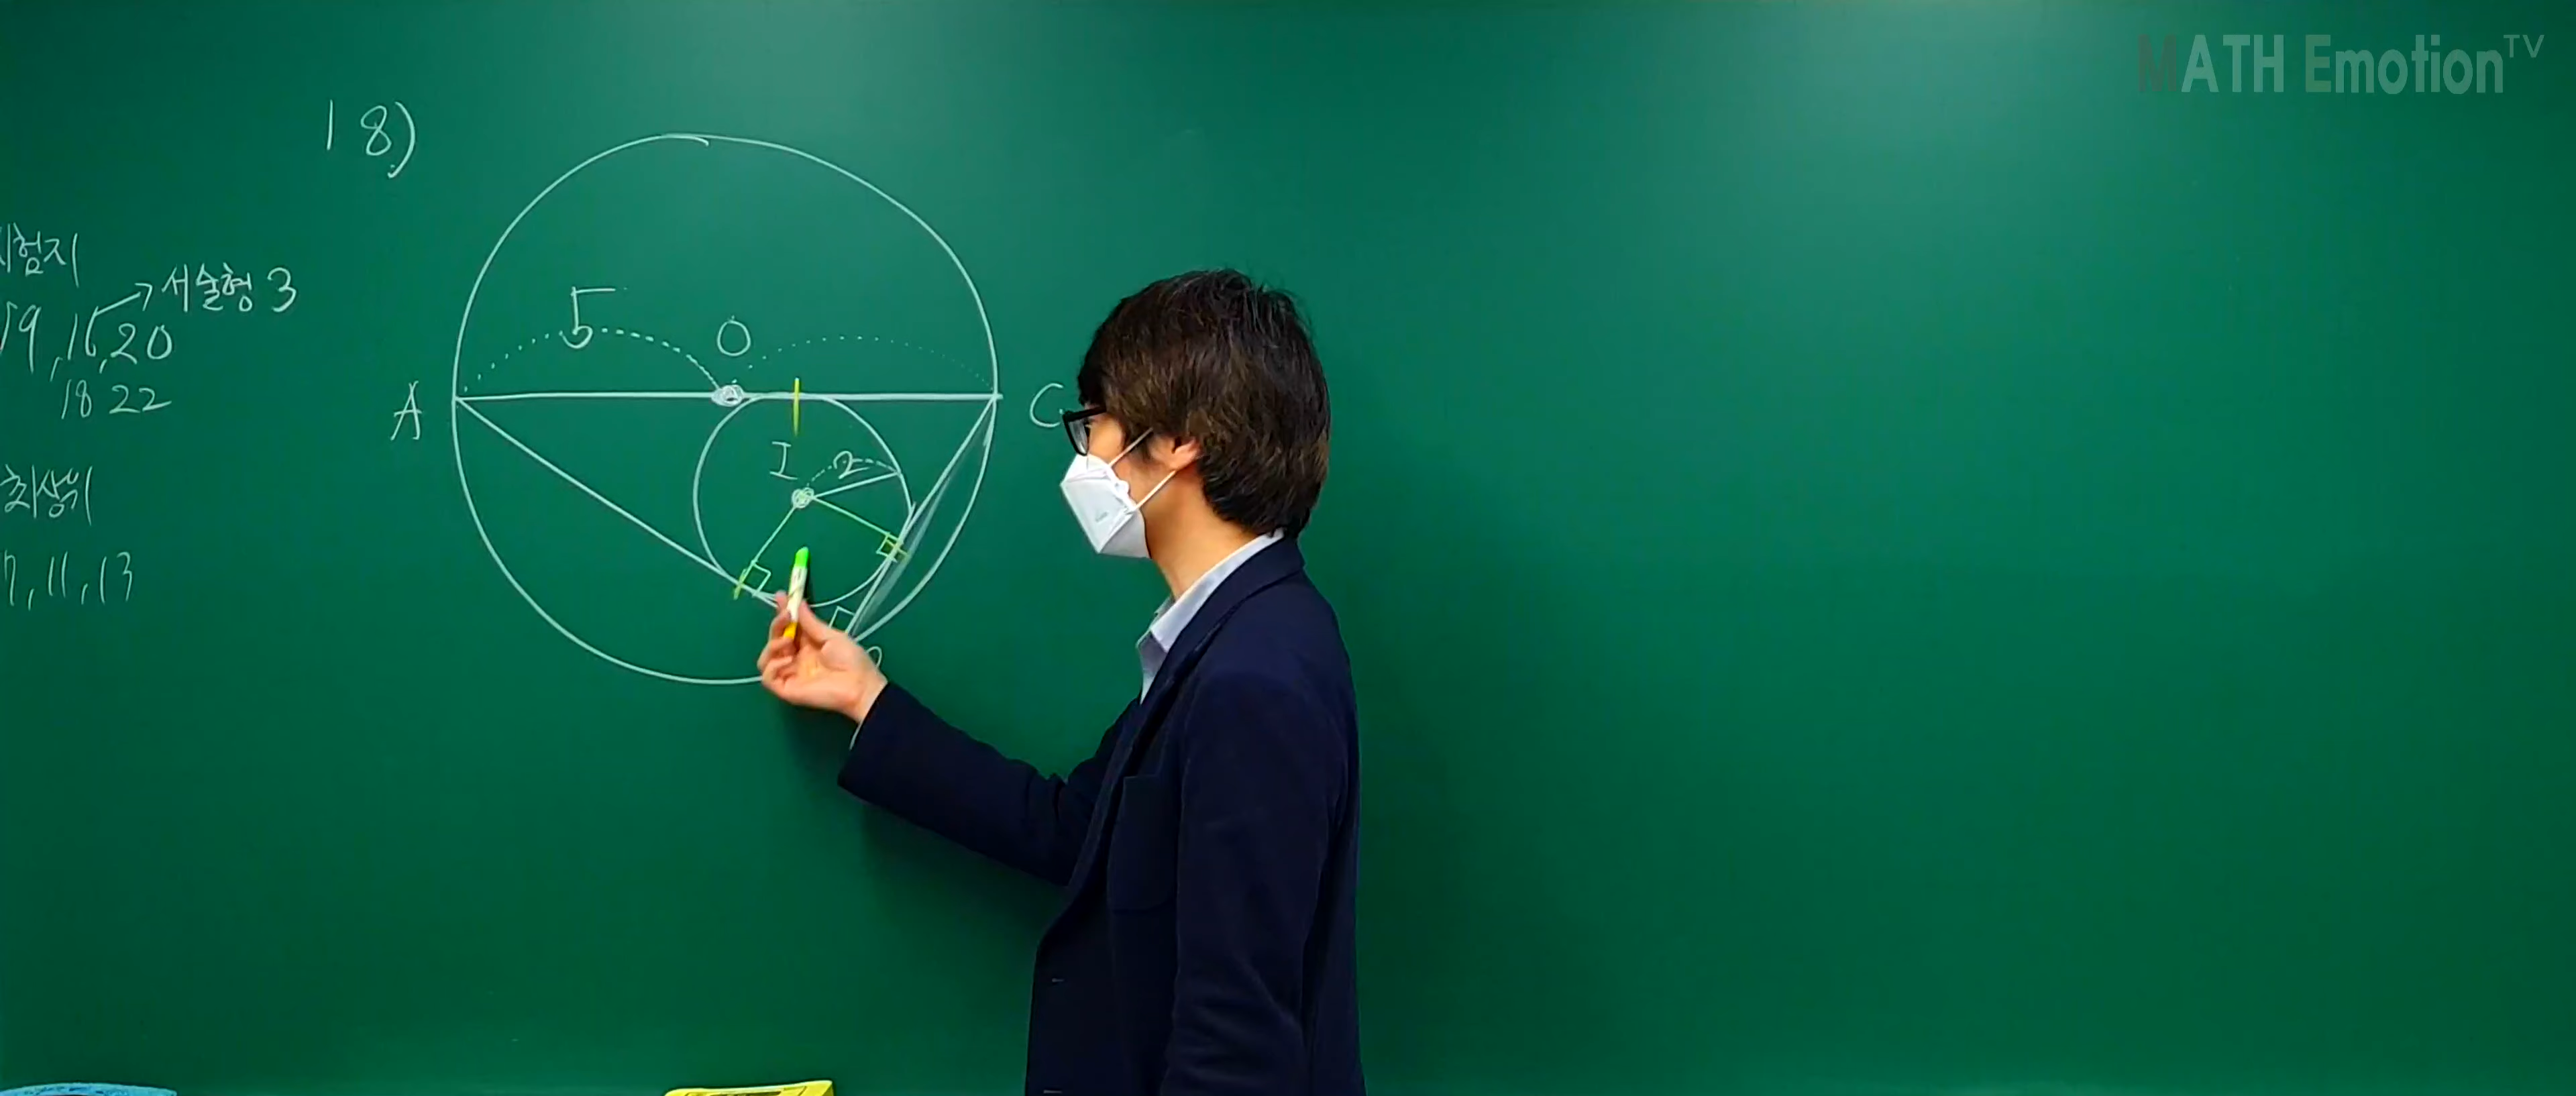 MATH Emotion TV
18)
시험지
서술형 3
19, 16, 20
18 22
최상위
7, 11, 13
5
O
A
C
I
2